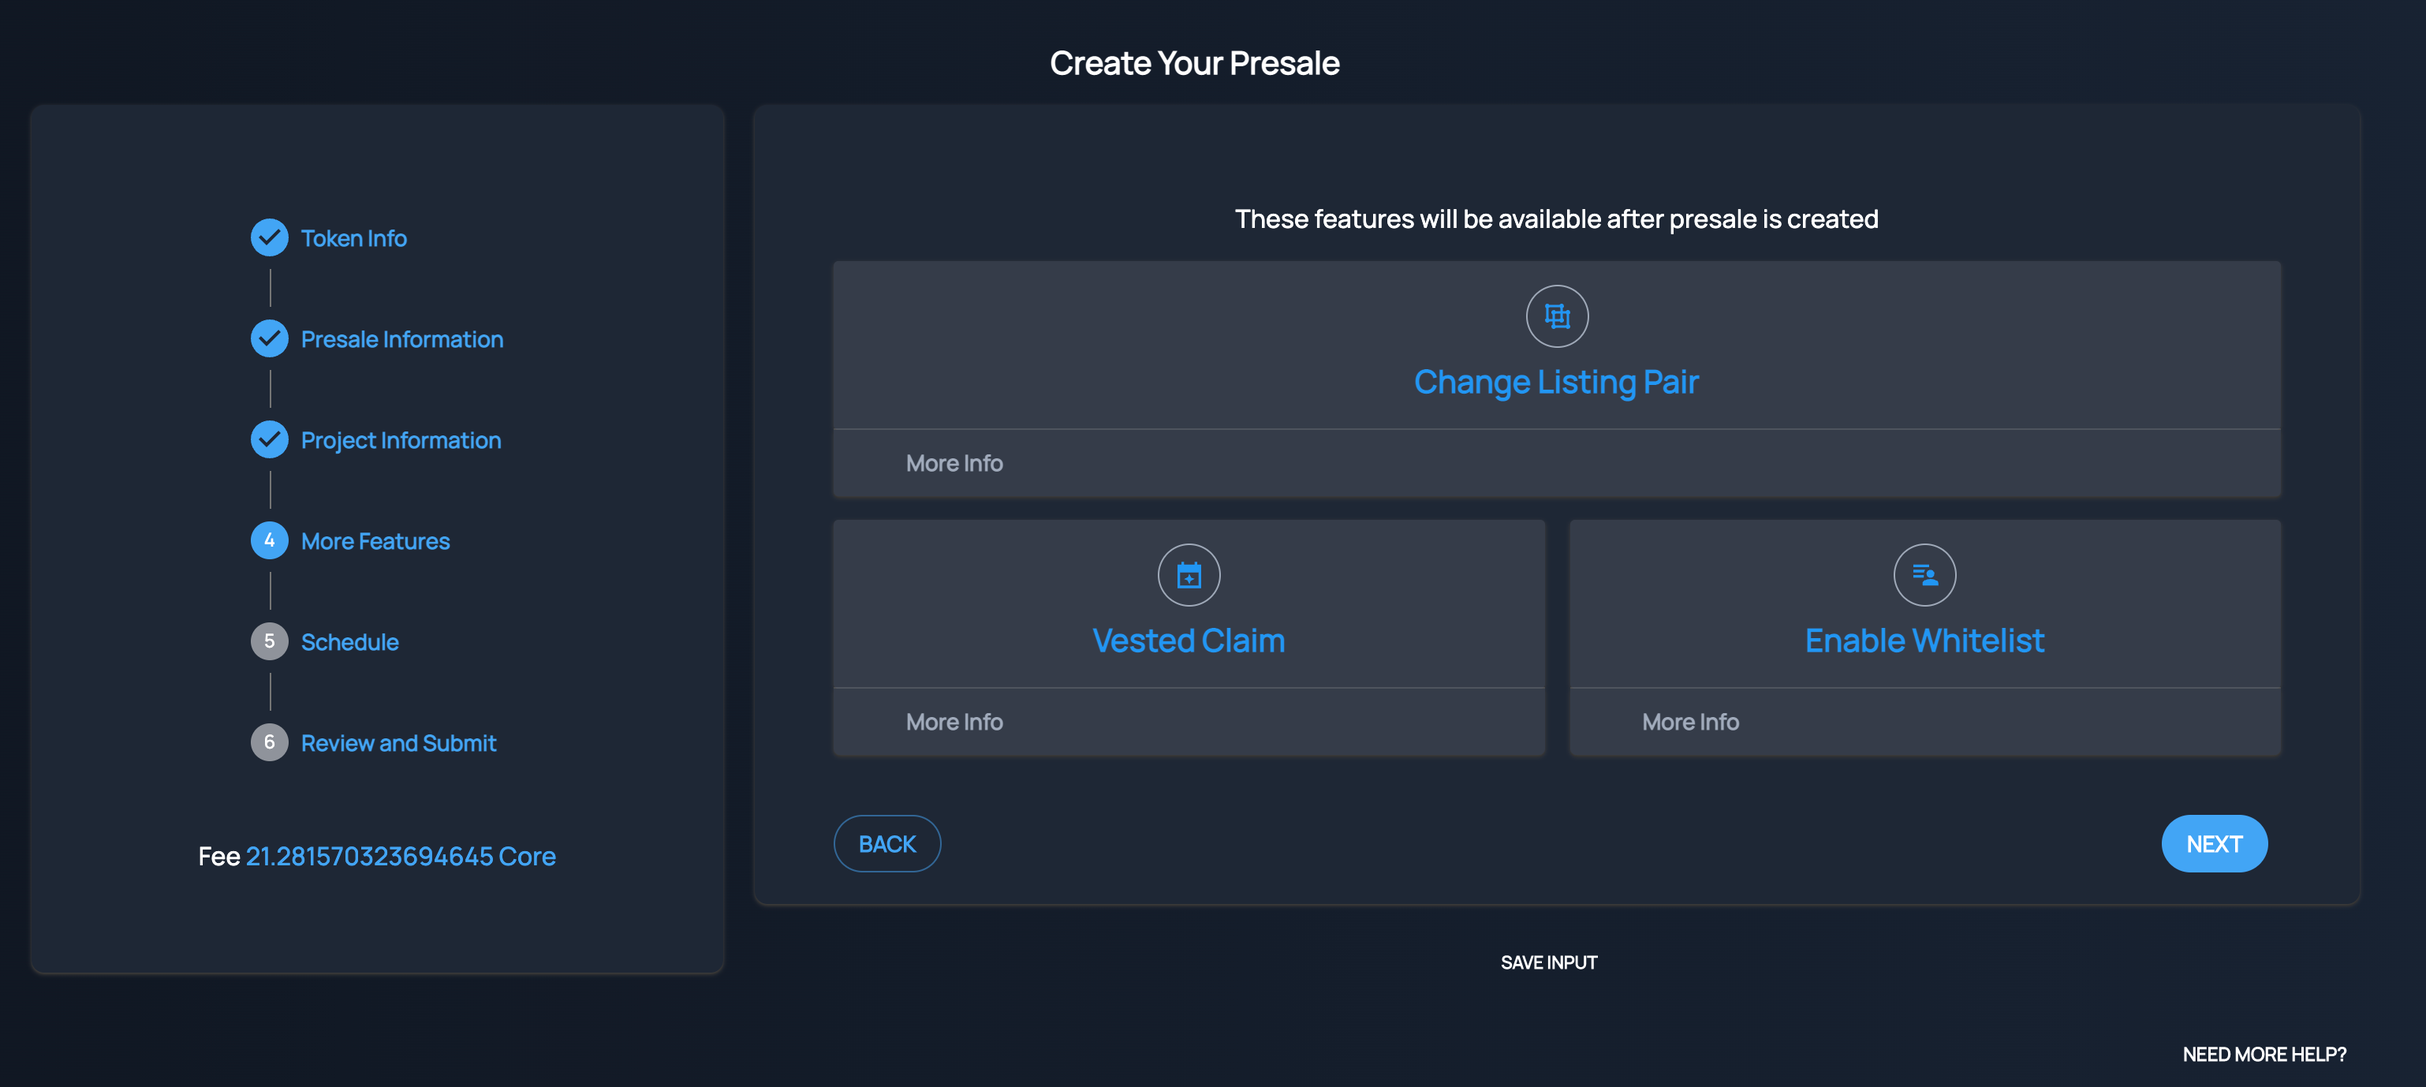 Create Your Presale
Token Info
Presale Information
Project Information
4 More Features
5 Schedule
6 Review and Submit
Fee 21.281570323694645 Core
These features will be available after presale is created
Change Listing Pair
More Info
Vested Claim
More Info
Enable Whitelist
More Info
BACK
NEXT
SAVE INPUT
NEED MORE HELP?